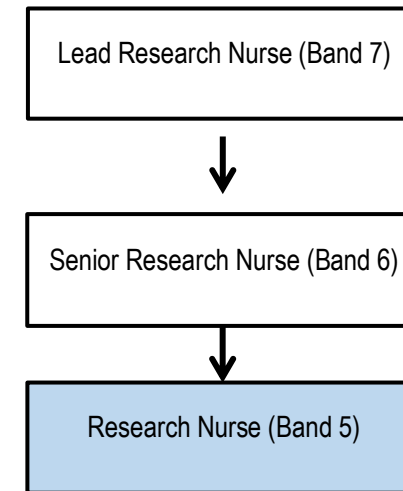 Lead Research Nurse (Band 7)
Senior Research Nurse (Band 6)
Research Nurse (Band 5)